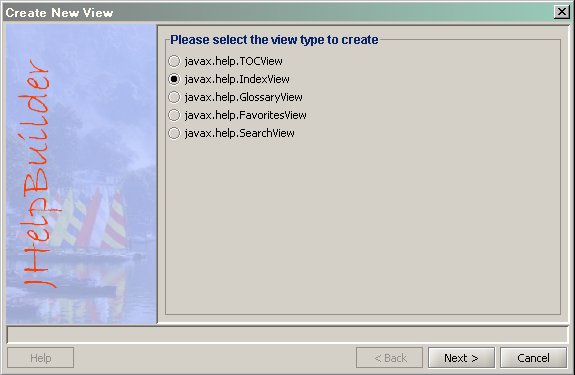 Create New View
JHelpBuilder
Please select the view type to create
javax.help.TOCView
javax.help.IndexView
javax.help.GlossaryView
javax.help.FavoritesView
javax.help.SearchView
Help
< Back
Next >
Cancel